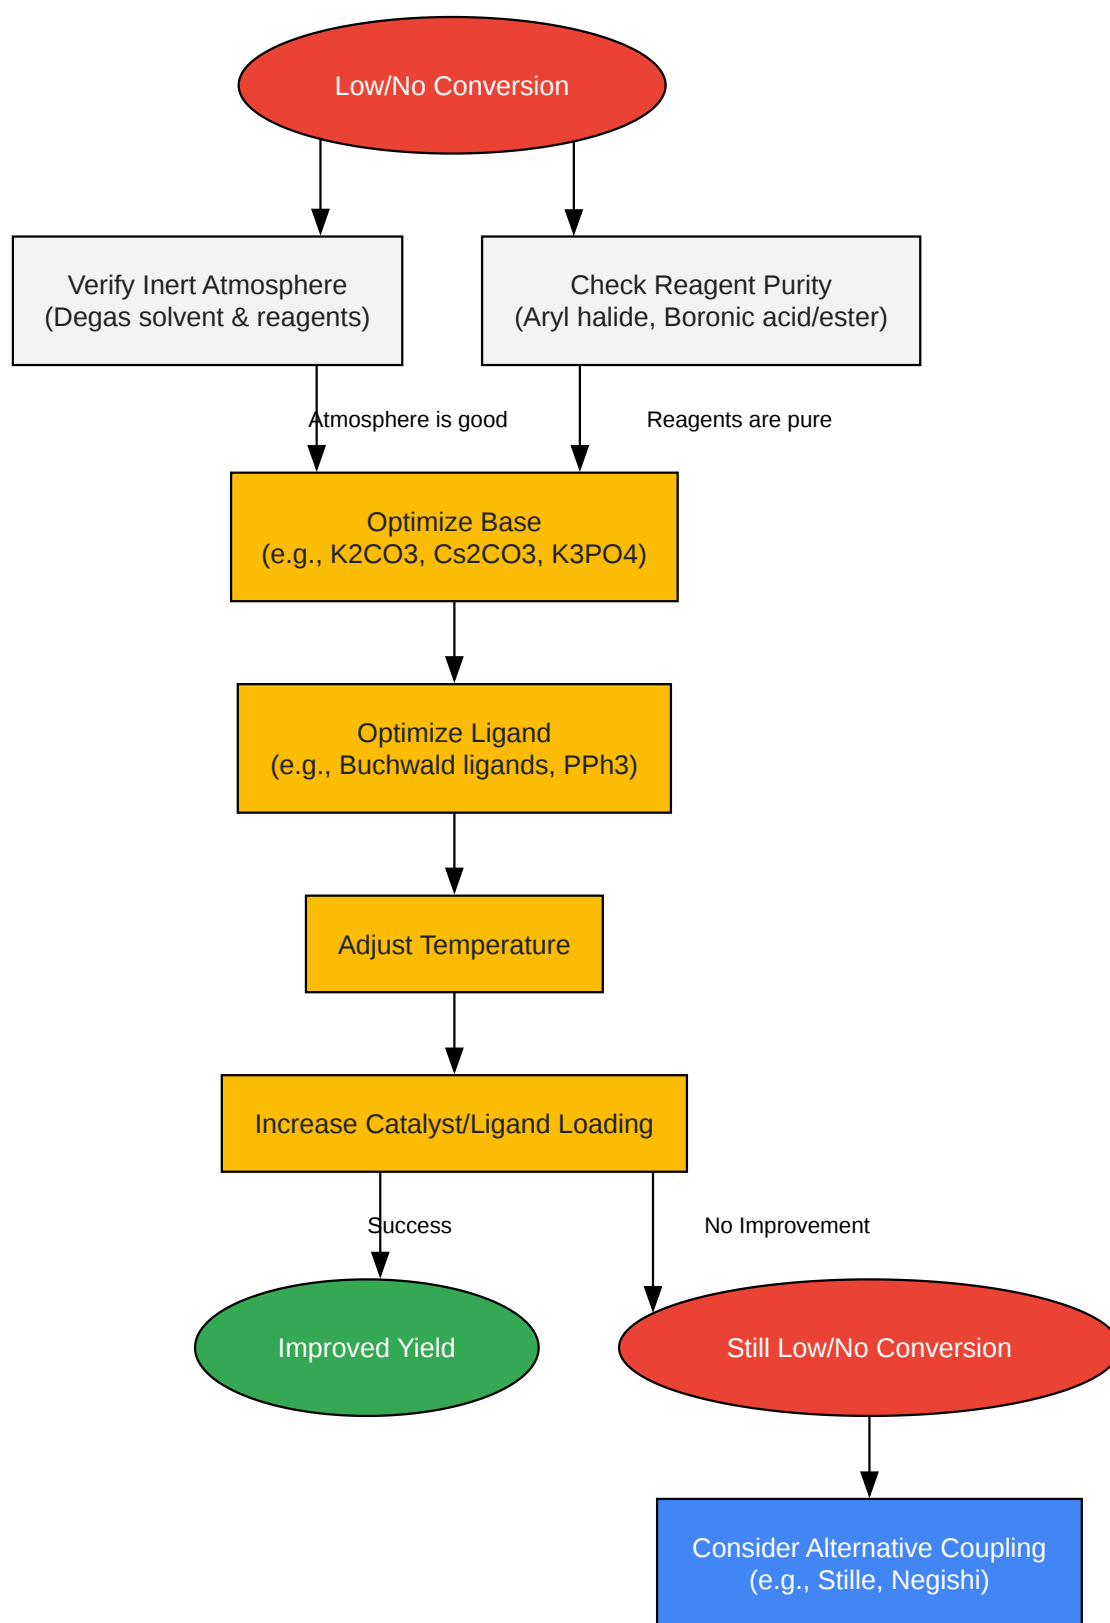 Low/No Conversion
Verify Inert Atmosphere
(Degas solvent & reagents)
Check Reagent Purity
(Aryl halide, Boronic acid/ester)
Atmosphere is good
Reagents are pure
Optimize Base
(e.g., K2CO3, Cs2CO3, K3PO4)
Optimize Ligand
(e.g., Buchwald ligands, PPh3)
Adjust Temperature
Increase Catalyst/Ligand Loading
Success
No Improvement
Improved Yield
Still Low/No Conversion
Consider Alternative Coupling
(e.g., Stille, Negishi)